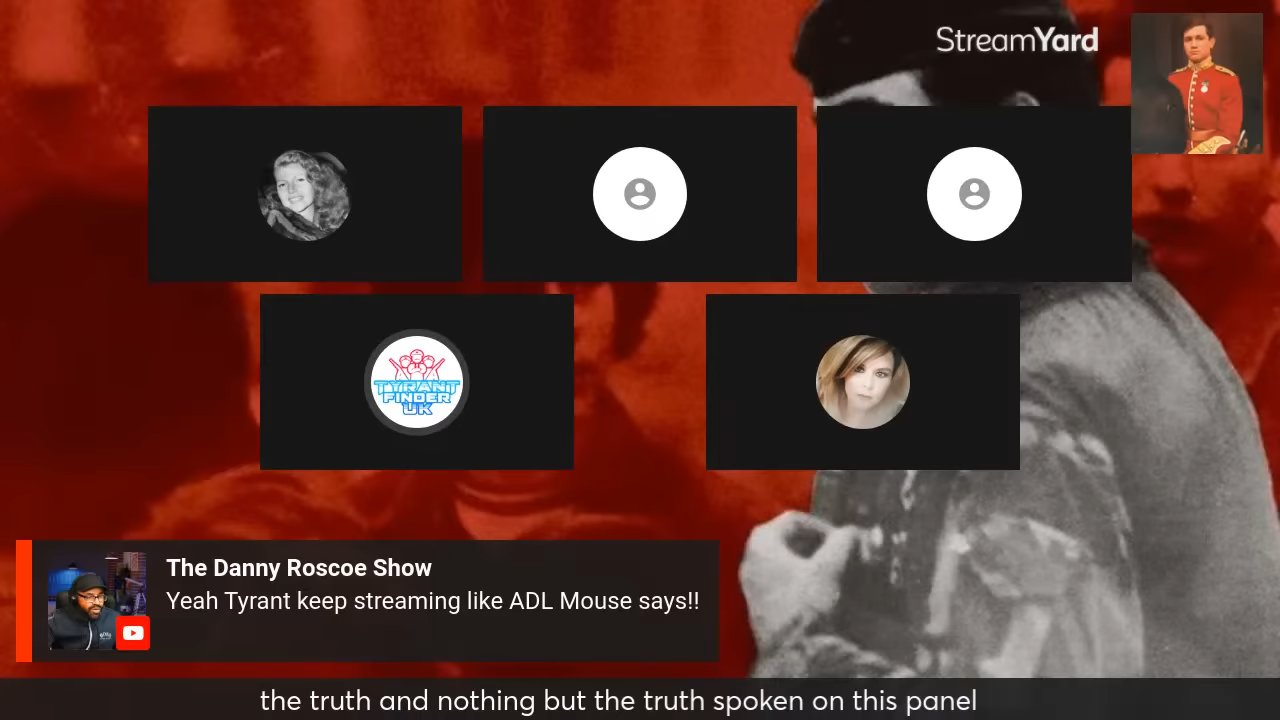 StreamYard
TYRANT
FINDER
UK
The Danny Roscoe Show
Yeah Tyrant keep streaming like ADL Mouse says!!
the truth and nothing but the truth spoken on this panel